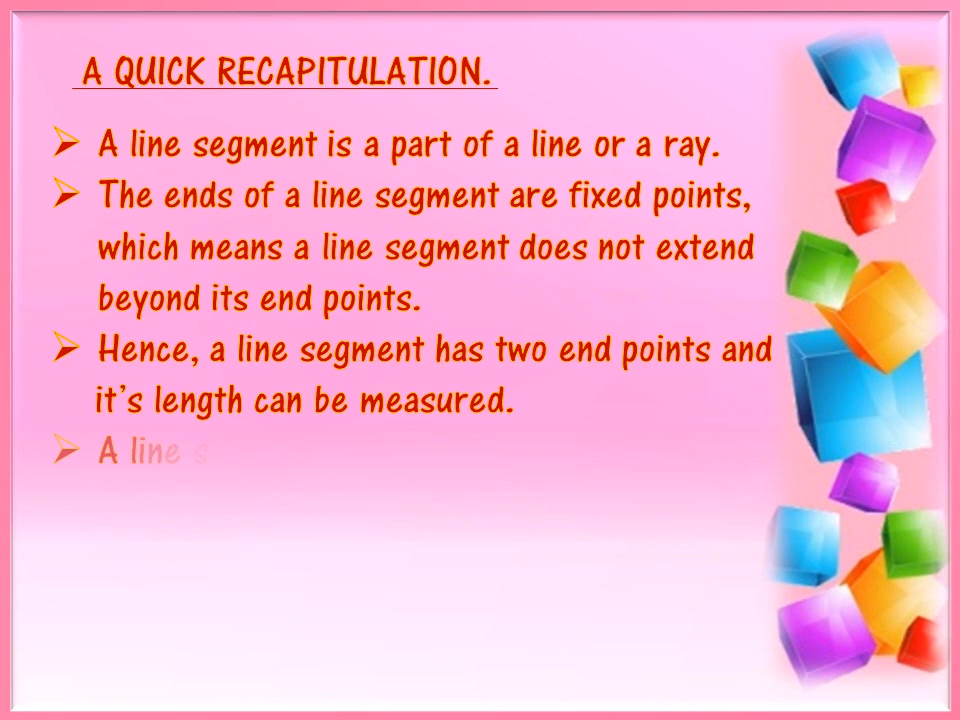 A QUICK RECAPITULATION.
➢ A line segment is a part of a line or a ray.
➢ The ends of a line segment are fixed points,
which means a line segment does not extend
beyond its end points.
➢ Hence, a line segment has two end points and
it’s length can be measured.
➢ A line s